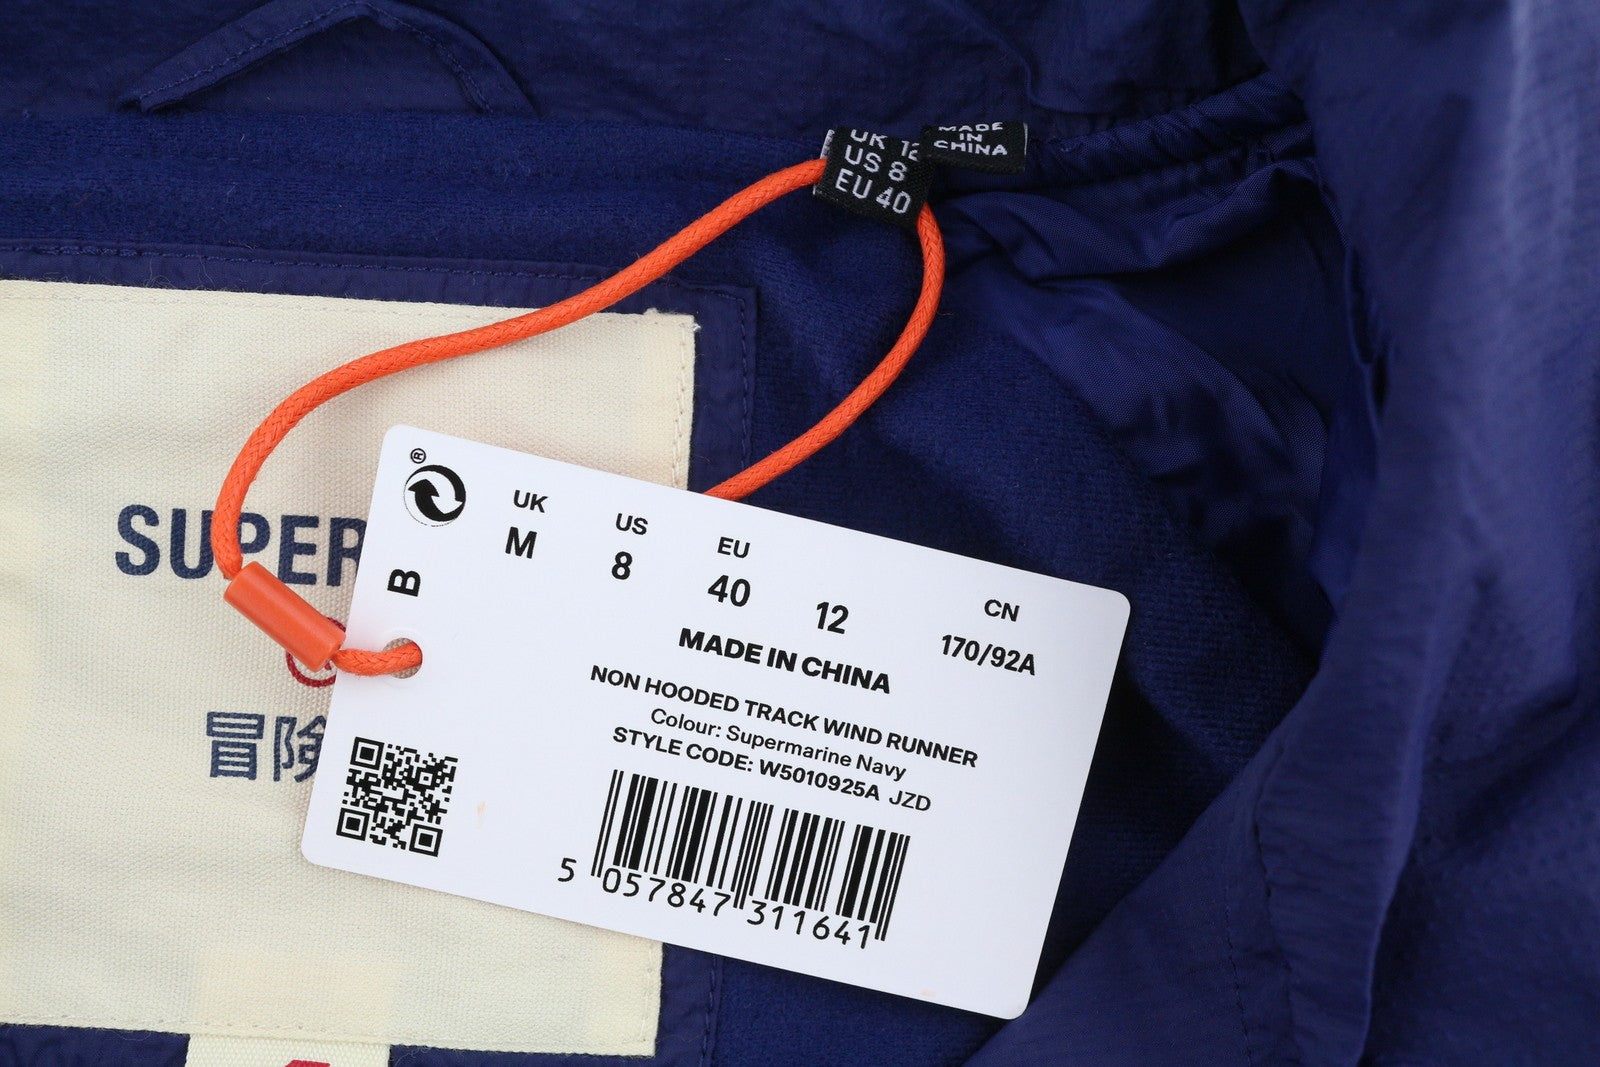 UK 12
US 8
EU 40
MADE
IN
CHINA
SUPER
冒険
®
B
UK
M
US
8
EU
40
12
CN
170/92A
MADE IN CHINA
NON HOODED TRACK WIND RUNNER
Colour: Supermarine Navy
STYLE CODE: W5010925A JZD
5 057847 311641